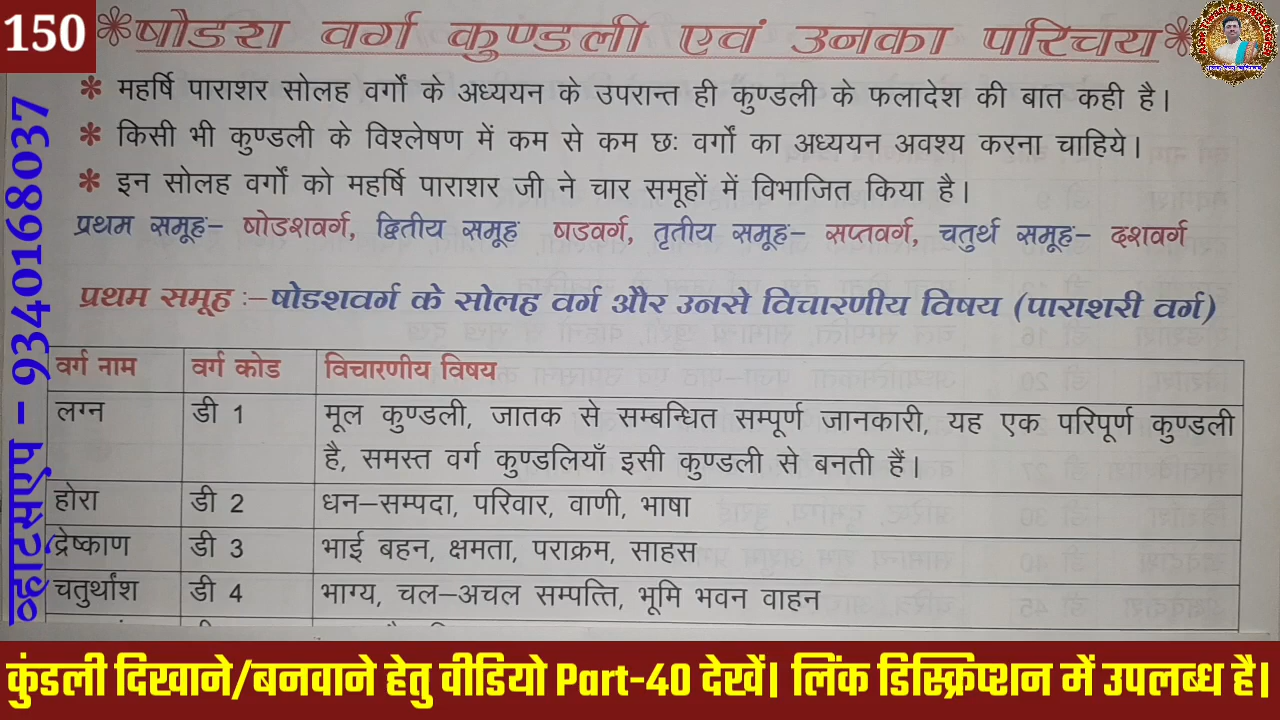 150
षोडश वर्ग कुण्डली एवं उनका परिचय
महर्षि पाराशर सोलह वर्गों के अध्ययन के उपरान्त ही कुण्डली के फलादेश की बात कही है।
किसी भी कुण्डली के विश्लेषण में कम से कम छः वर्गों का अध्ययन अवश्य करना चाहिये।
इन सोलह वर्गों को महर्षि पाराशर जी ने चार समूहों में विभाजित किया है।
प्रथम समूह– षोडशवर्ग, द्वितीय समूह षडवर्ग, तृतीय समूह– सप्तवर्ग, चतुर्थ समूह– दशवर्ग
प्रथम समूह :–षोडशवर्ग के सोलह वर्ग और उनसे विचारणीय विषय (पाराशरी वर्ग)
वर्ग नाम वर्ग कोड विचारणीय विषय
लग्न डी 1 मूल कुण्डली, जातक से सम्बन्धित सम्पूर्ण जानकारी, यह एक परिपूर्ण कुण्डली
है, समस्त वर्ग कुण्डलियाँ इसी कुण्डली से बनती हैं।
होरा डी 2 धन–सम्पदा, परिवार, वाणी, भाषा
द्रेष्काण डी 3 भाई बहन, क्षमता, पराक्रम, साहस
चतुर्थांश डी 4 भाग्य, चल–अचल सम्पत्ति, भूमि भवन वाहन
व्हाटसएप – 9340168037
कुंडली दिखाने/बनवाने हेतु वीडियो Part-40 देखें। लिंक डिस्क्रिप्शन में उपलब्ध है।